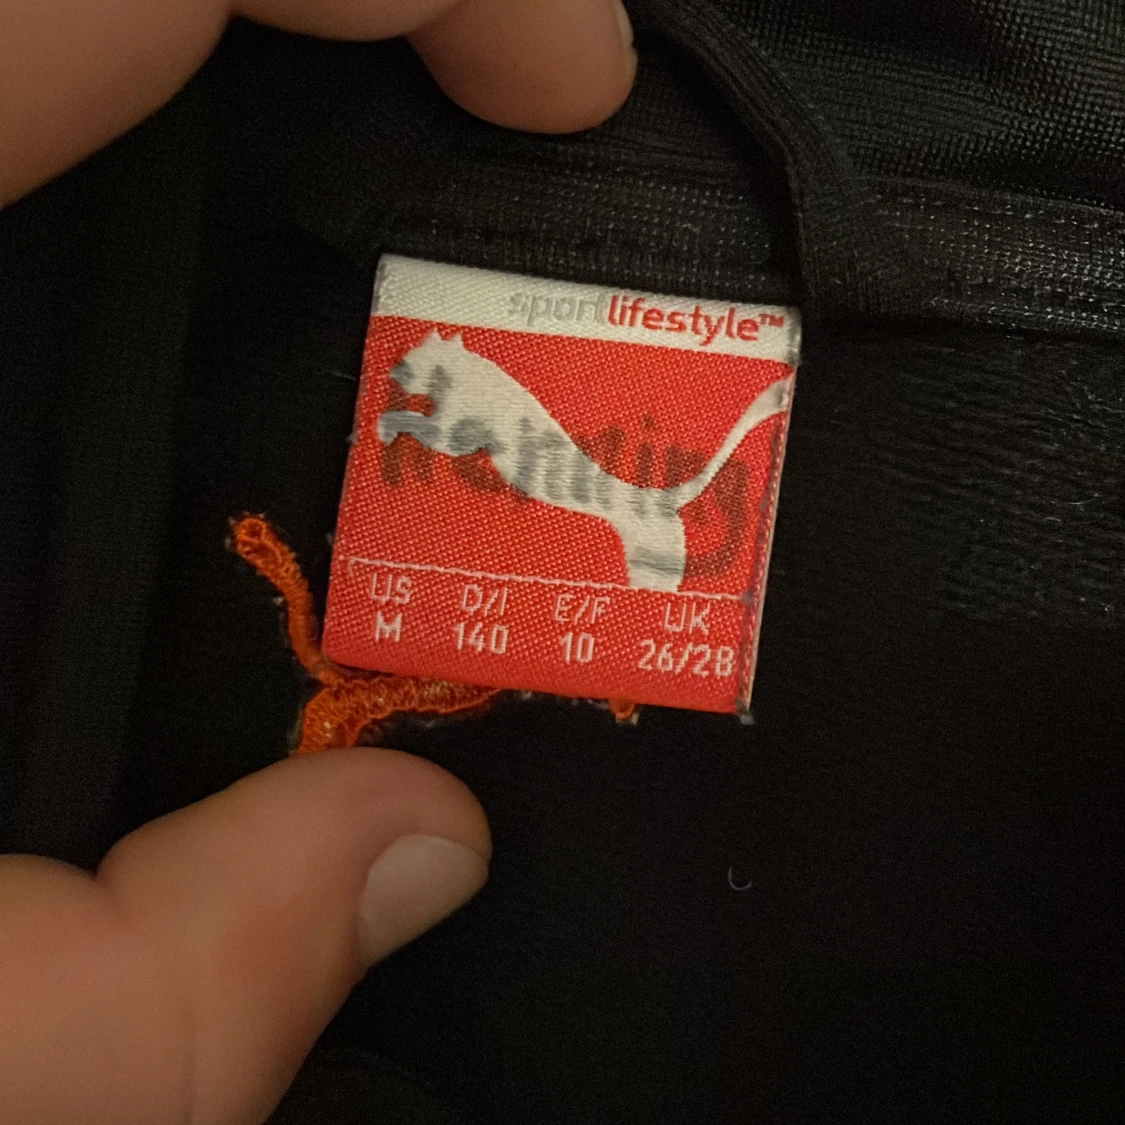 sportlifestyle™
US D/I E/F UK
M 140 10 26/28